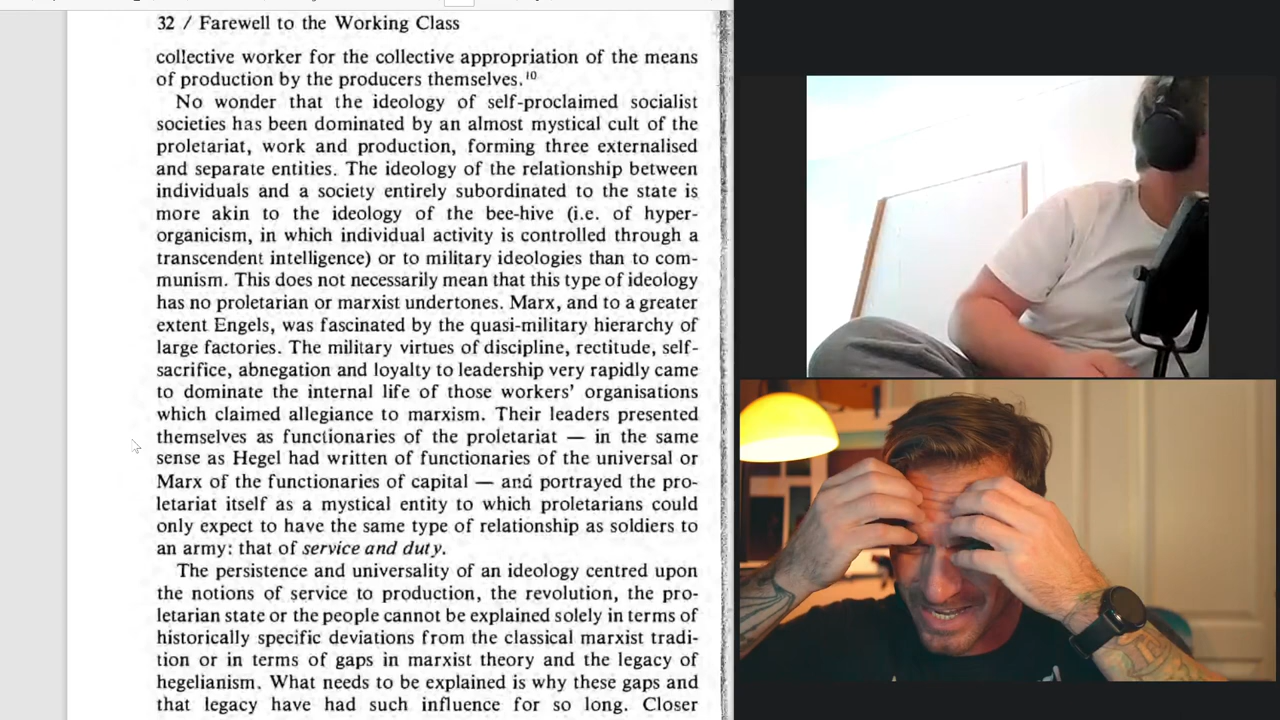 32 / Farewell to the Working Class
collective worker for the collective appropriation of the means
of production by the producers themselves.¹⁰
No wonder that the ideology of self-proclaimed socialist
societies has been dominated by an almost mystical cult of the
proletariat, work and production, forming three externalised
and separate entities. The ideology of the relationship between
individuals and a society entirely subordinated to the state is
more akin to the ideology of the bee-hive (i.e. of hyper-
organicism, in which individual activity is controlled through a
transcendent intelligence) or to military ideologies than to com-
munism. This does not necessarily mean that this type of ideology
has no proletarian or marxist undertones. Marx, and to a greater
extent Engels, was fascinated by the quasi-military hierarchy of
large factories. The military virtues of discipline, rectitude, self-
sacrifice, abnegation and loyalty to leadership very rapidly came
to dominate the internal life of those workers' organisations
which claimed allegiance to marxism. Their leaders presented
themselves as functionaries of the proletariat — in the same
sense as Hegel had written of functionaries of the universal or
Marx of the functionaries of capital — and portrayed the pro-
letariat itself as a mystical entity to which proletarians could
only expect to have the same type of relationship as soldiers to
an army: that of service and duty.
The persistence and universality of an ideology centred upon
the notions of service to production, the revolution, the pro-
letarian state or the people cannot be explained solely in terms of
historically specific deviations from the classical marxist tradi-
tion or in terms of gaps in marxist theory and the legacy of
hegelianism. What needs to be explained is why these gaps and
that legacy have had such influence for so long. Closer